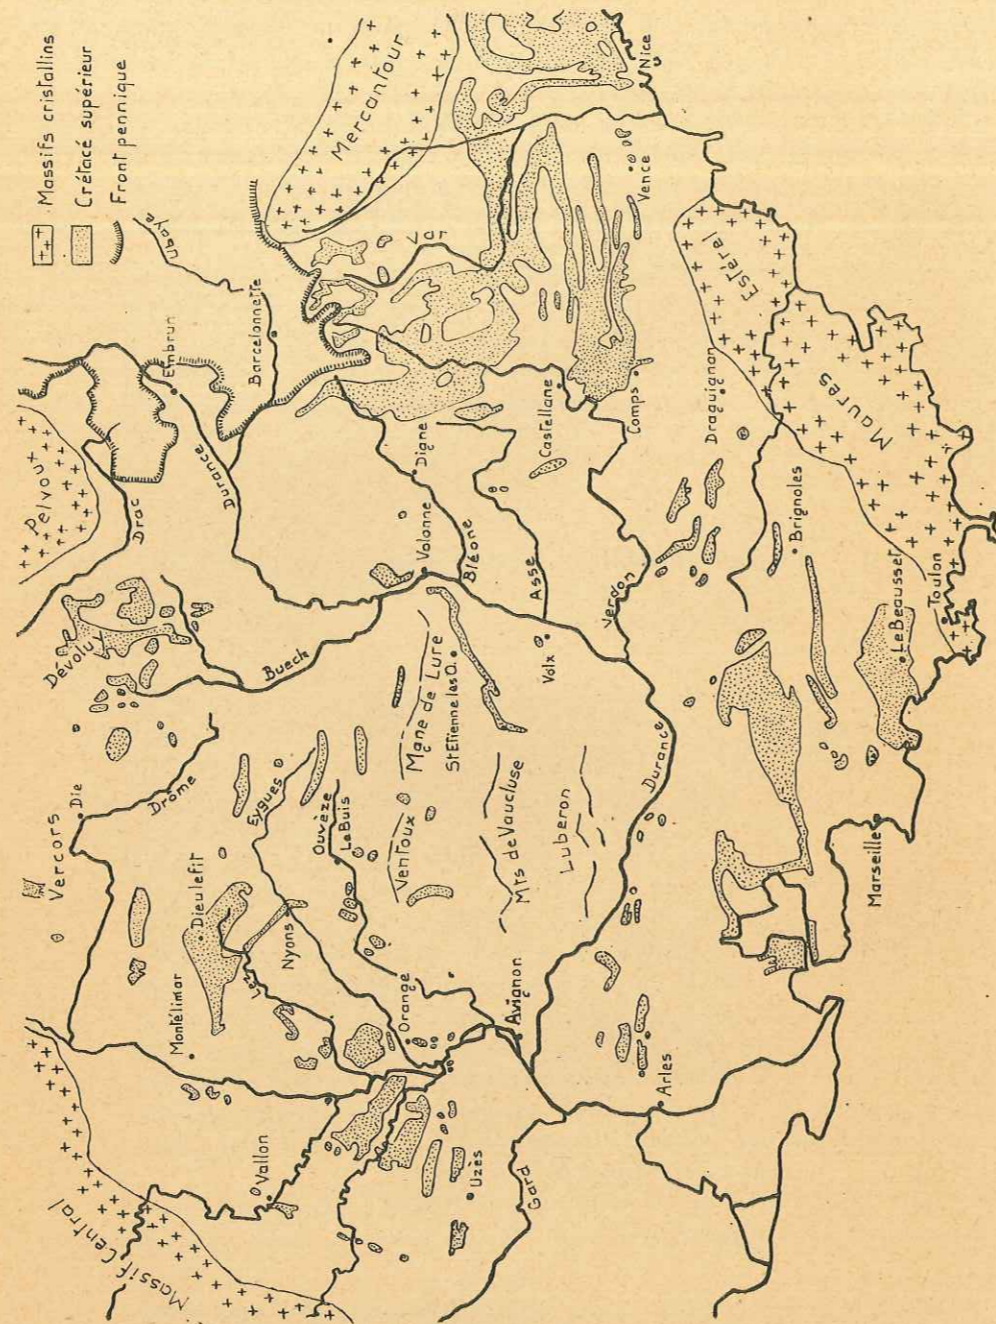 Massifs cristallins
Crétacé supérieur
Front pennique
Massif Central
Vercors
Dévoluy
Pelvoux
Drac
Die
Drôme
Embrun
Ubaye
Barcelonnette
Durance
Mercantour
Montélimar
Dieulefit
Lez
Nyons
Eygues
Buech
Vallon
Ouvèze
Le Buis
Orange
Ventoux
Mgne de Lure
St Etienne les O.
Volonne
Digne
Bléone
Var
Uzès
Gard
Avignon
Mts de Vaucluse
Luberon
Volx
Asse
Castellane
Verdon
Durance
Comps
Vence
Nice
Arles
Draguignan
Esterel
Brignoles
Maures
Marseille
Le Beausset
Toulon